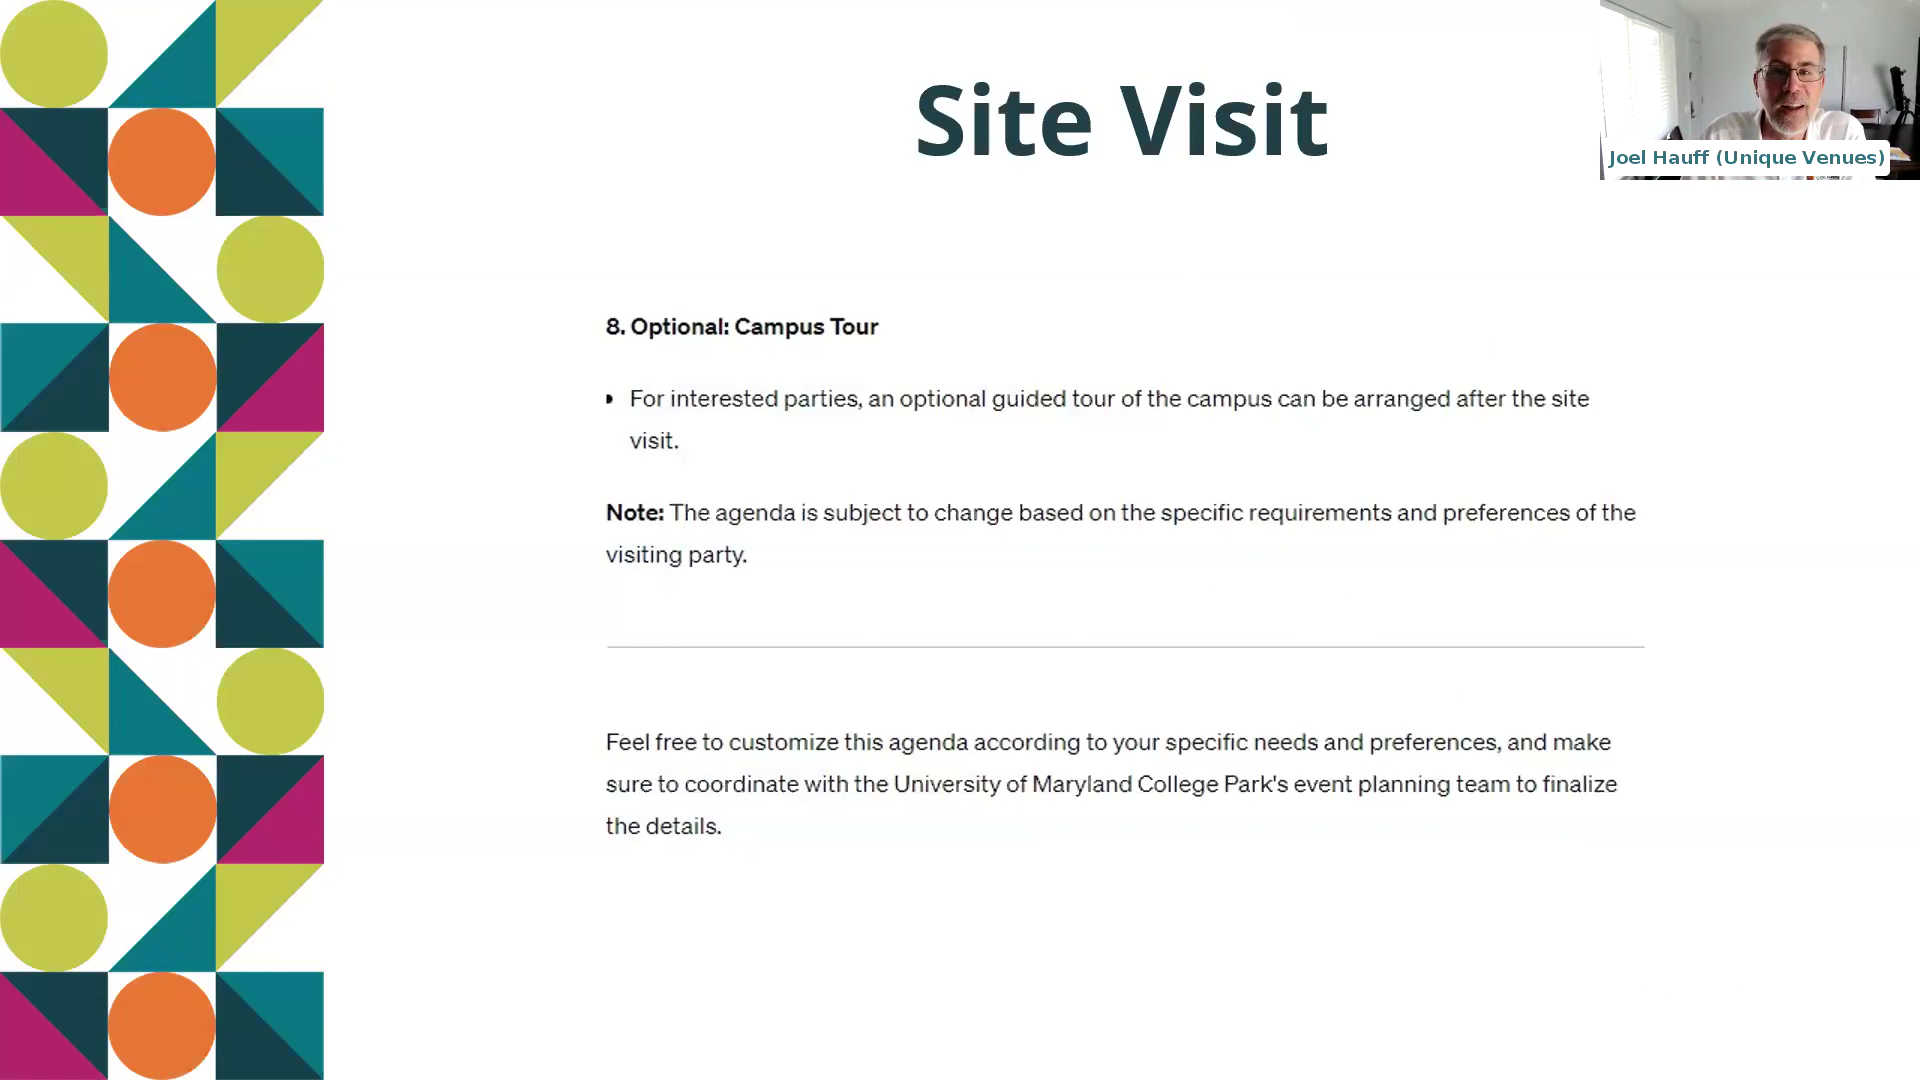 Site Visit
Joel Hauff (Unique Venues)
8. Optional: Campus Tour
• For interested parties, an optional guided tour of the campus can be arranged after the site
visit.
Note: The agenda is subject to change based on the specific requirements and preferences of the
visiting party.
Feel free to customize this agenda according to your specific needs and preferences, and make
sure to coordinate with the University of Maryland College Park's event planning team to finalize
the details.